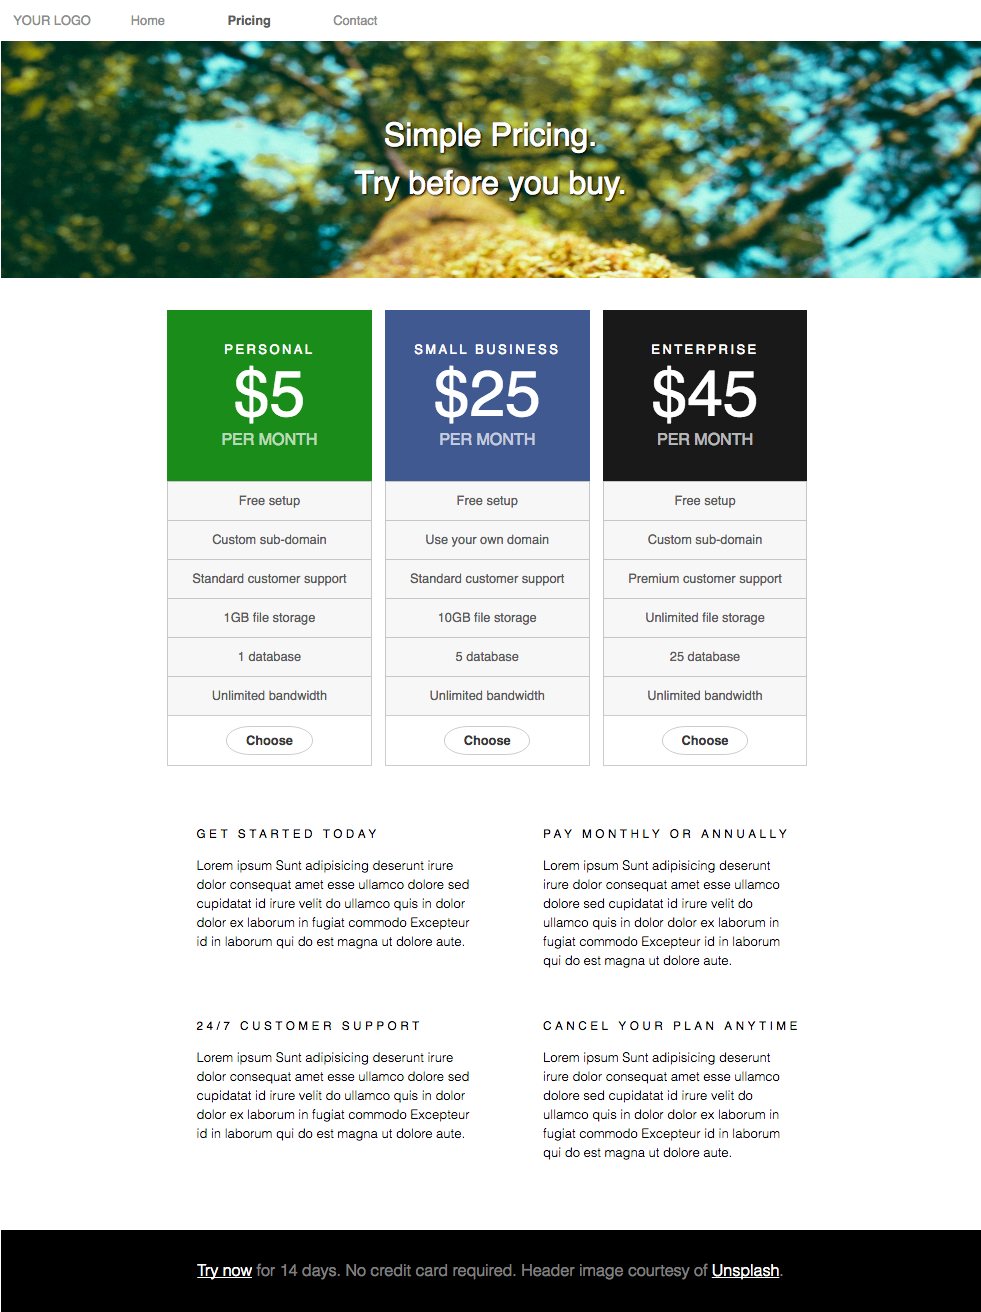 YOUR LOGO Home Pricing Contact
Simple Pricing.
Try before you buy.
PERSONAL
$5
PER MONTH
Free setup
Custom sub-domain
Standard customer support
1GB file storage
1 database
Unlimited bandwidth
Choose
SMALL BUSINESS
$25
PER MONTH
Free setup
Use your own domain
Standard customer support
10GB file storage
5 database
Unlimited bandwidth
Choose
ENTERPRISE
$45
PER MONTH
Free setup
Custom sub-domain
Premium customer support
Unlimited file storage
25 database
Unlimited bandwidth
Choose
GET STARTED TODAY
Lorem ipsum Sunt adipisicing deserunt irure
dolor consequat amet esse ullamco dolore sed
cupidatat id irure velit do ullamco quis in dolor
dolor ex laborum in fugiat commodo Excepteur
id in laborum qui do est magna ut dolore aute.
PAY MONTHLY OR ANNUALLY
Lorem ipsum Sunt adipisicing deserunt
irure dolor consequat amet esse ullamco
dolore sed cupidatat id irure velit do
ullamco quis in dolor dolor ex laborum in
fugiat commodo Excepteur id in laborum
qui do est magna ut dolore aute.
24/7 CUSTOMER SUPPORT
Lorem ipsum Sunt adipisicing deserunt irure
dolor consequat amet esse ullamco dolore sed
cupidatat id irure velit do ullamco quis in dolor
dolor ex laborum in fugiat commodo Excepteur
id in laborum qui do est magna ut dolore aute.
CANCEL YOUR PLAN ANYTIME
Lorem ipsum Sunt adipisicing deserunt
irure dolor consequat amet esse ullamco
dolore sed cupidatat id irure velit do
ullamco quis in dolor dolor ex laborum in
fugiat commodo Excepteur id in laborum
qui do est magna ut dolore aute.
Try now for 14 days. No credit card required. Header image courtesy of Unsplash.